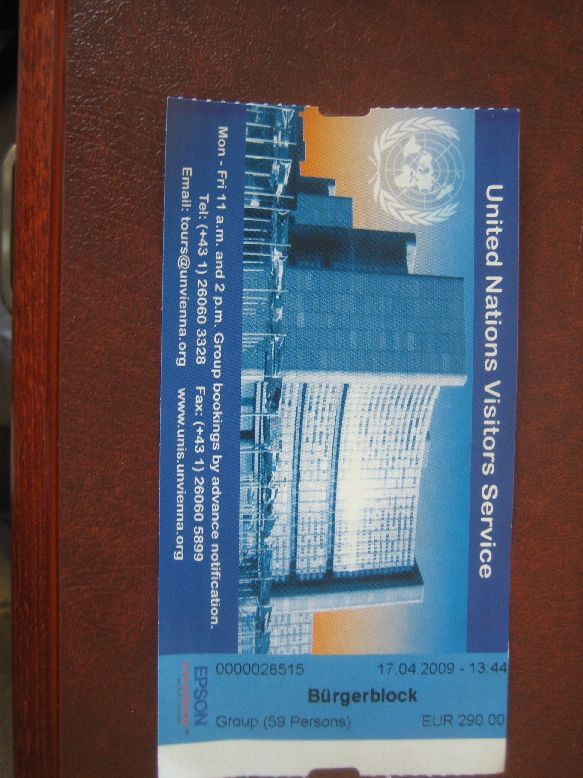 United Nations Visitors Service
Mon - Fri 11 a.m. and 2 p.m. Group bookings by advance notification.
Tel: (+43 1) 26060 3328 Fax: (+43 1) 26060 5899
Email: tours@unvienna.org www.unis.unvienna.org
0000028515 17.04.2009 - 13:44
Bürgerblock
Group (59 Persons) EUR 290.00
EPSON